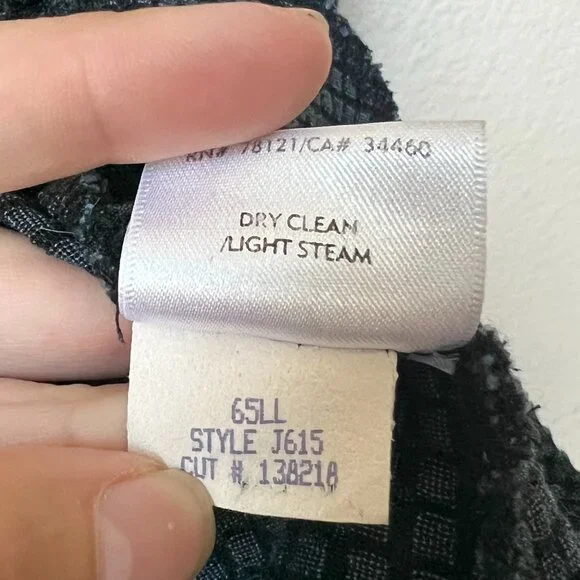 RN# 78121/CA# 34460
DRY CLEAN
/LIGHT STEAM
65LL
STYLE J615
CUT # 138218